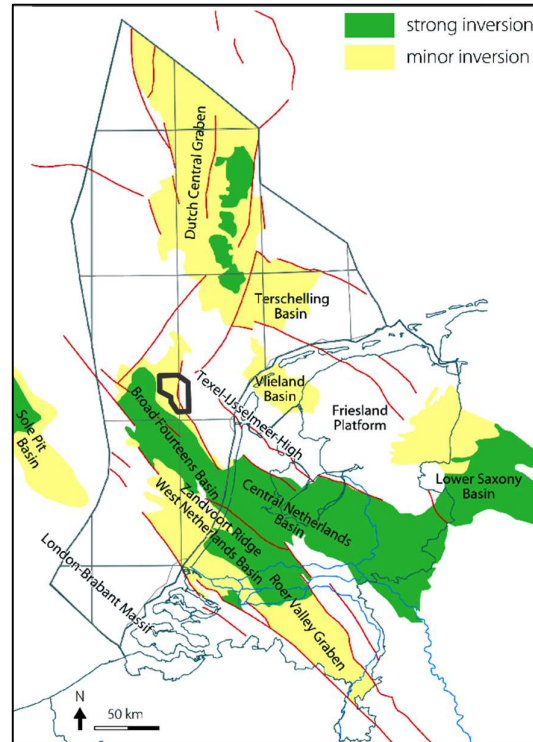 strong inversion
minor inversion
Dutch Central Graben
Terschelling
Basin
Texel-IJsselmeer-High
Vlieland
Basin
Friesland
Platform
Sole Pit
Basin
Broad Fourteens Basin
Lower Saxony
Basin
Central Netherlands
Basin
Zandvoort Ridge
West Netherlands Basin
London-Brabant Massif
Roer Valley Graben
N
50 km